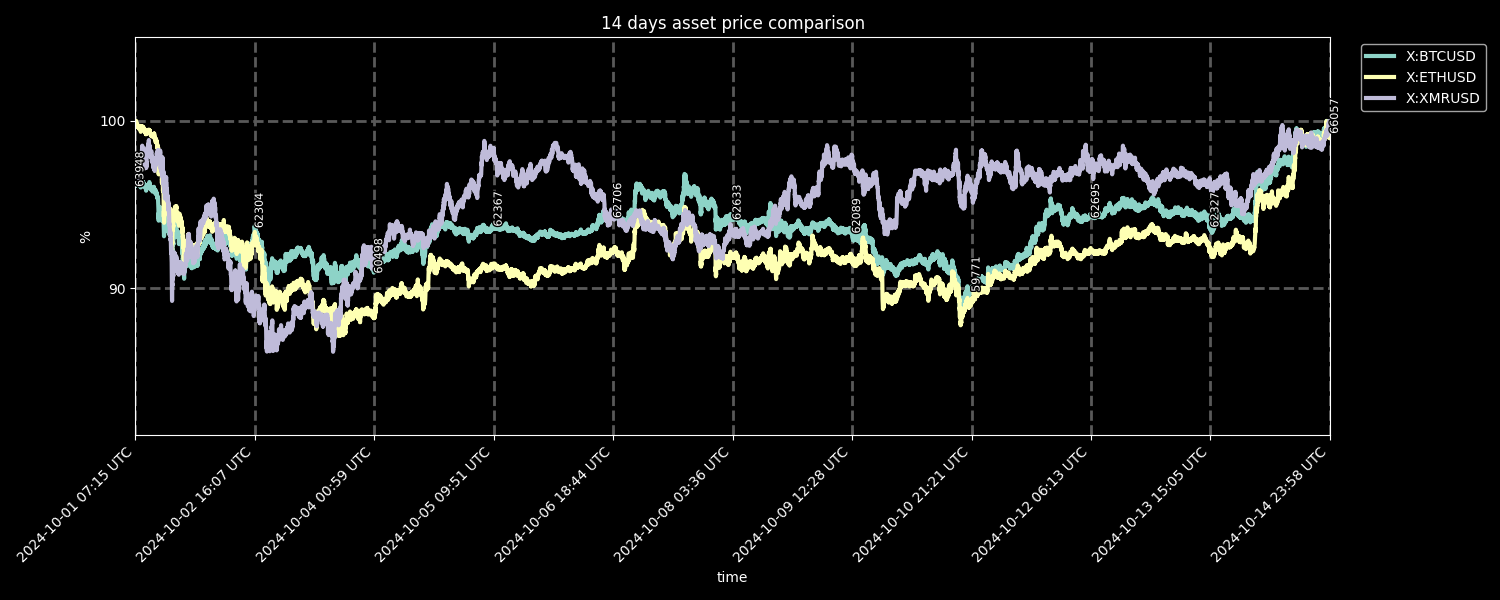 14 days asset price comparison
X:BTCUSD
X:ETHUSD
X:XMRUSD
100
90
%
63948
62304
60498
62367
62706
62633
62089
59771
62695
62327
66057
2024-10-01 07:15 UTC
2024-10-02 16:07 UTC
2024-10-04 00:59 UTC
2024-10-05 09:51 UTC
2024-10-06 18:44 UTC
2024-10-08 03:36 UTC
2024-10-09 12:28 UTC
2024-10-10 21:21 UTC
2024-10-12 06:13 UTC
2024-10-13 15:05 UTC
2024-10-14 23:58 UTC
time